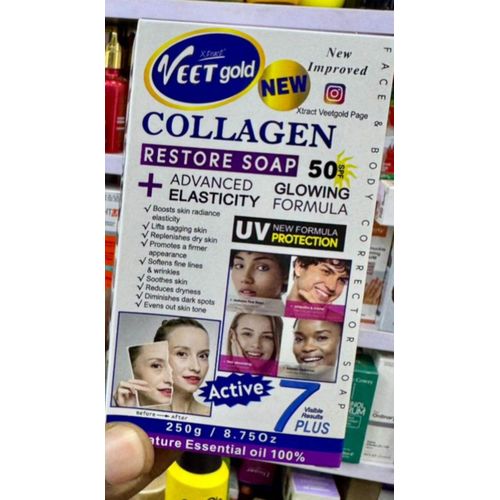 Xtract
VEET gold
NEW
New
Improved
Xtract Veetgold Page
COLLAGEN
RESTORE SOAP
50 SPF
+ ADVANCED
ELASTICITY
GLOWING
FORMULA
✓ Boosts skin radiance
elasticity
✓ Lifts sagging skin
✓ Replenishes dry skin
✓ Promotes a firmer
appearance
✓ Softens fine lines
& wrinkles
✓ Soothes skin
✓ Reduces dryness
✓ Diminishes dark spots
✓ Evens out skin tone
UV NEW FORMULA
PROTECTION
FACE & BODY CORRECTOR SOAP
Before After
Active
7
Visible
Results
PLUS
250g / 8.75Oz
ature Essential oil 100%